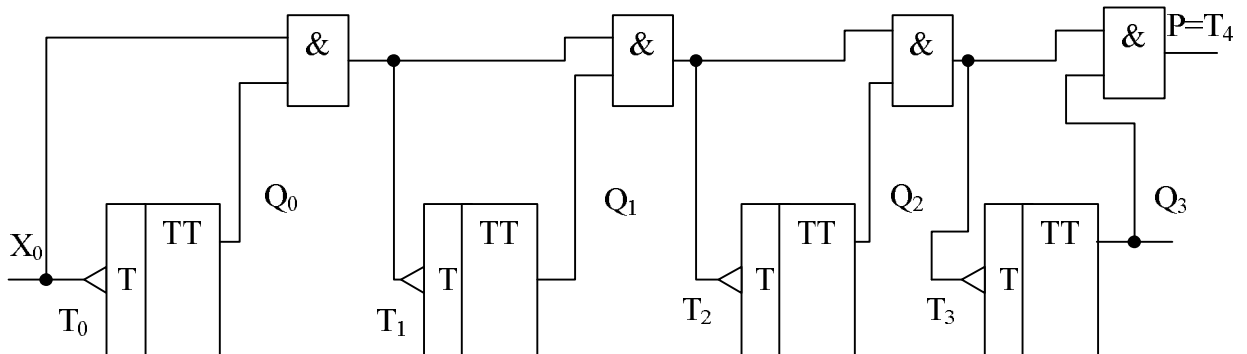 & & & & P=T₄
Q₀ Q₁ Q₂ Q₃
X₀ TT TT TT TT
T T T T
T₀ T₁ T₂ T₃